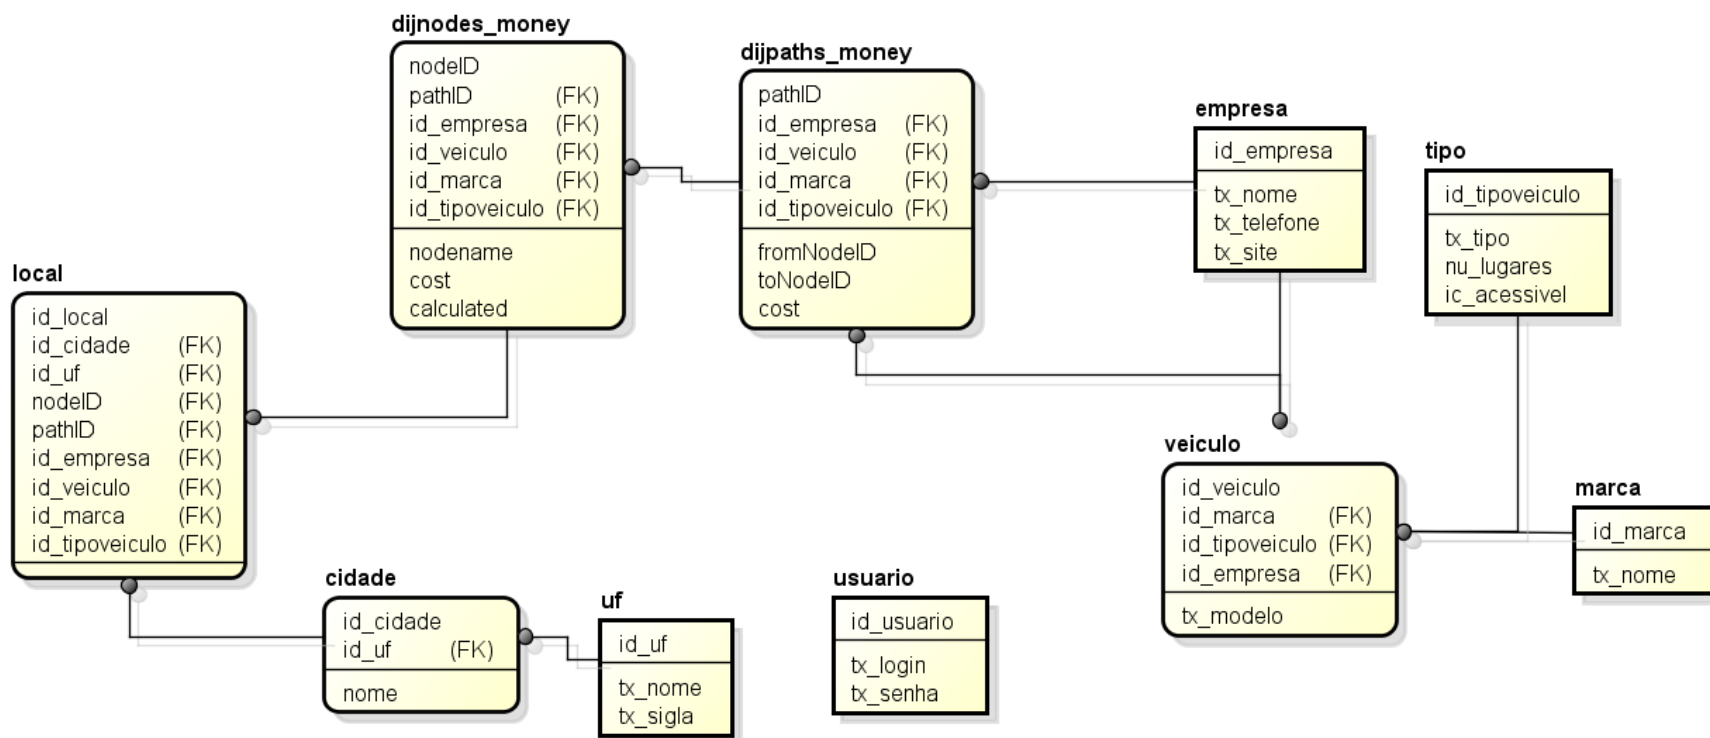 dijnodes_money
nodeID
pathID (FK)
id_empresa (FK)
id_veiculo (FK)
id_marca (FK)
id_tipoveiculo (FK)
nodename
cost
calculated
dijpaths_money
pathID
id_empresa (FK)
id_veiculo (FK)
id_marca (FK)
id_tipoveiculo (FK)
fromNodeID
toNodeID
cost
empresa
id_empresa
tx_nome
tx_telefone
tx_site
tipo
id_tipoveiculo
tx_tipo
nu_lugares
ic_acessivel
local
id_local
id_cidade (FK)
id_uf (FK)
nodeID (FK)
pathID (FK)
id_empresa (FK)
id_veiculo (FK)
id_marca (FK)
id_tipoveiculo (FK)
veiculo
id_veiculo
id_marca (FK)
id_tipoveiculo (FK)
id_empresa (FK)
tx_modelo
marca
id_marca
tx_nome
cidade
id_cidade
id_uf (FK)
nome
uf
id_uf
tx_nome
tx_sigla
usuario
id_usuario
tx_login
tx_senha